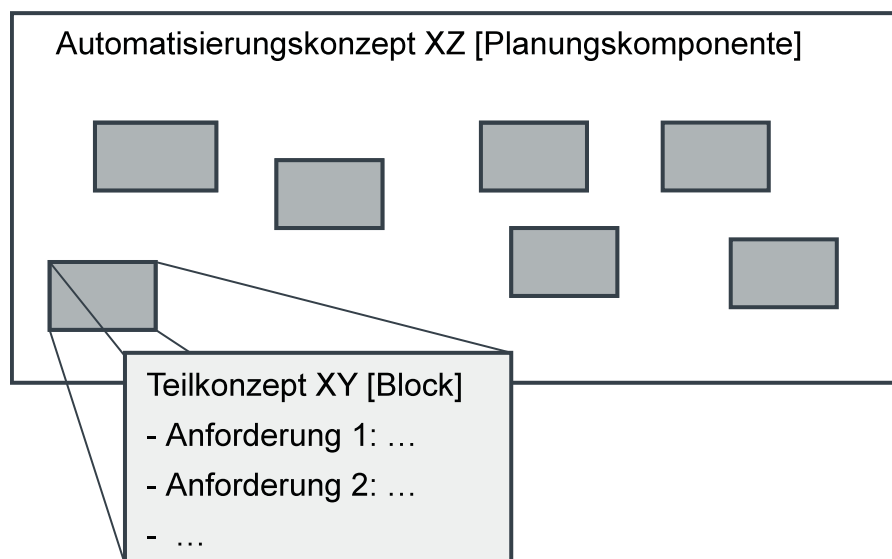 Automatisierungskonzept XZ [Planungskomponente]
Teilkonzept XY [Block]
- Anforderung 1: …
- Anforderung 2: …
- …